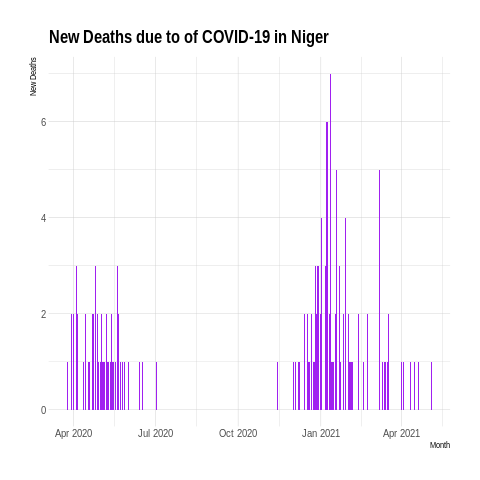 New Deaths due to of COVID-19 in Niger
New Deaths
6
4
2
0
Apr 2020 Jul 2020 Oct 2020 Jan 2021 Apr 2021
Month